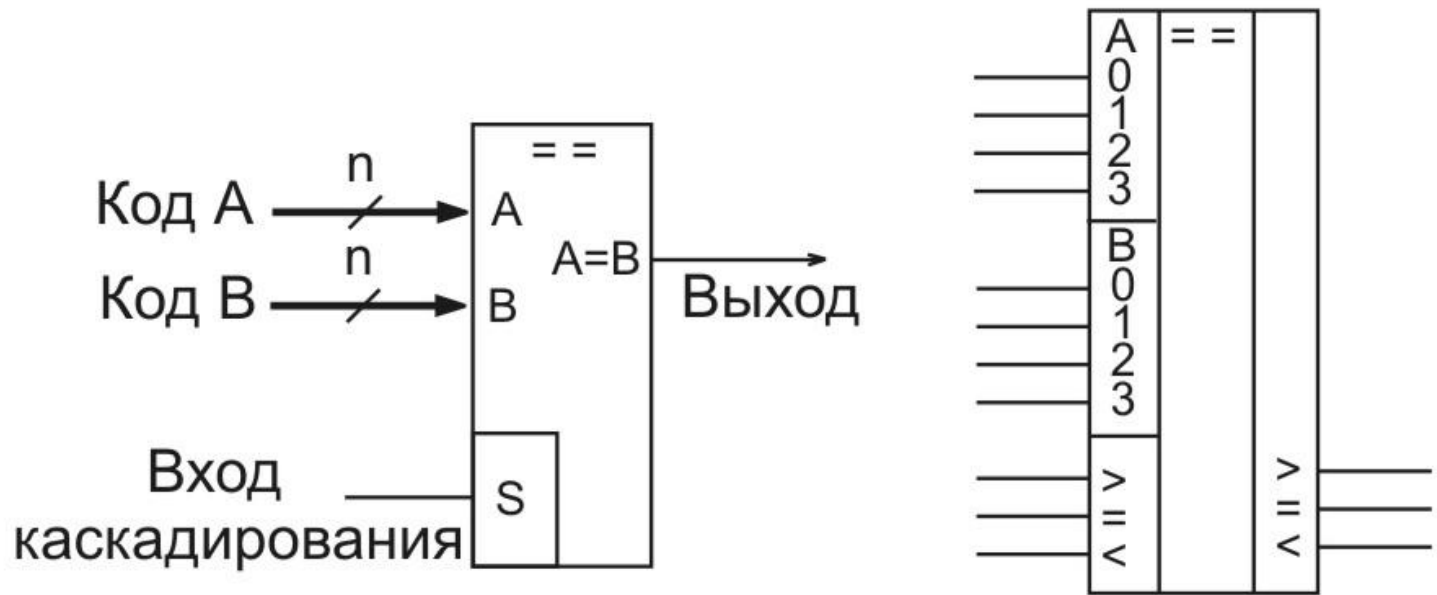 n
Код A
A
n
Код B
B
= =
A=B
Выход
Вход
каскадирования
S
A
0
1
2
3
B
0
1
2
3
>
=
<
= =
>
=
<